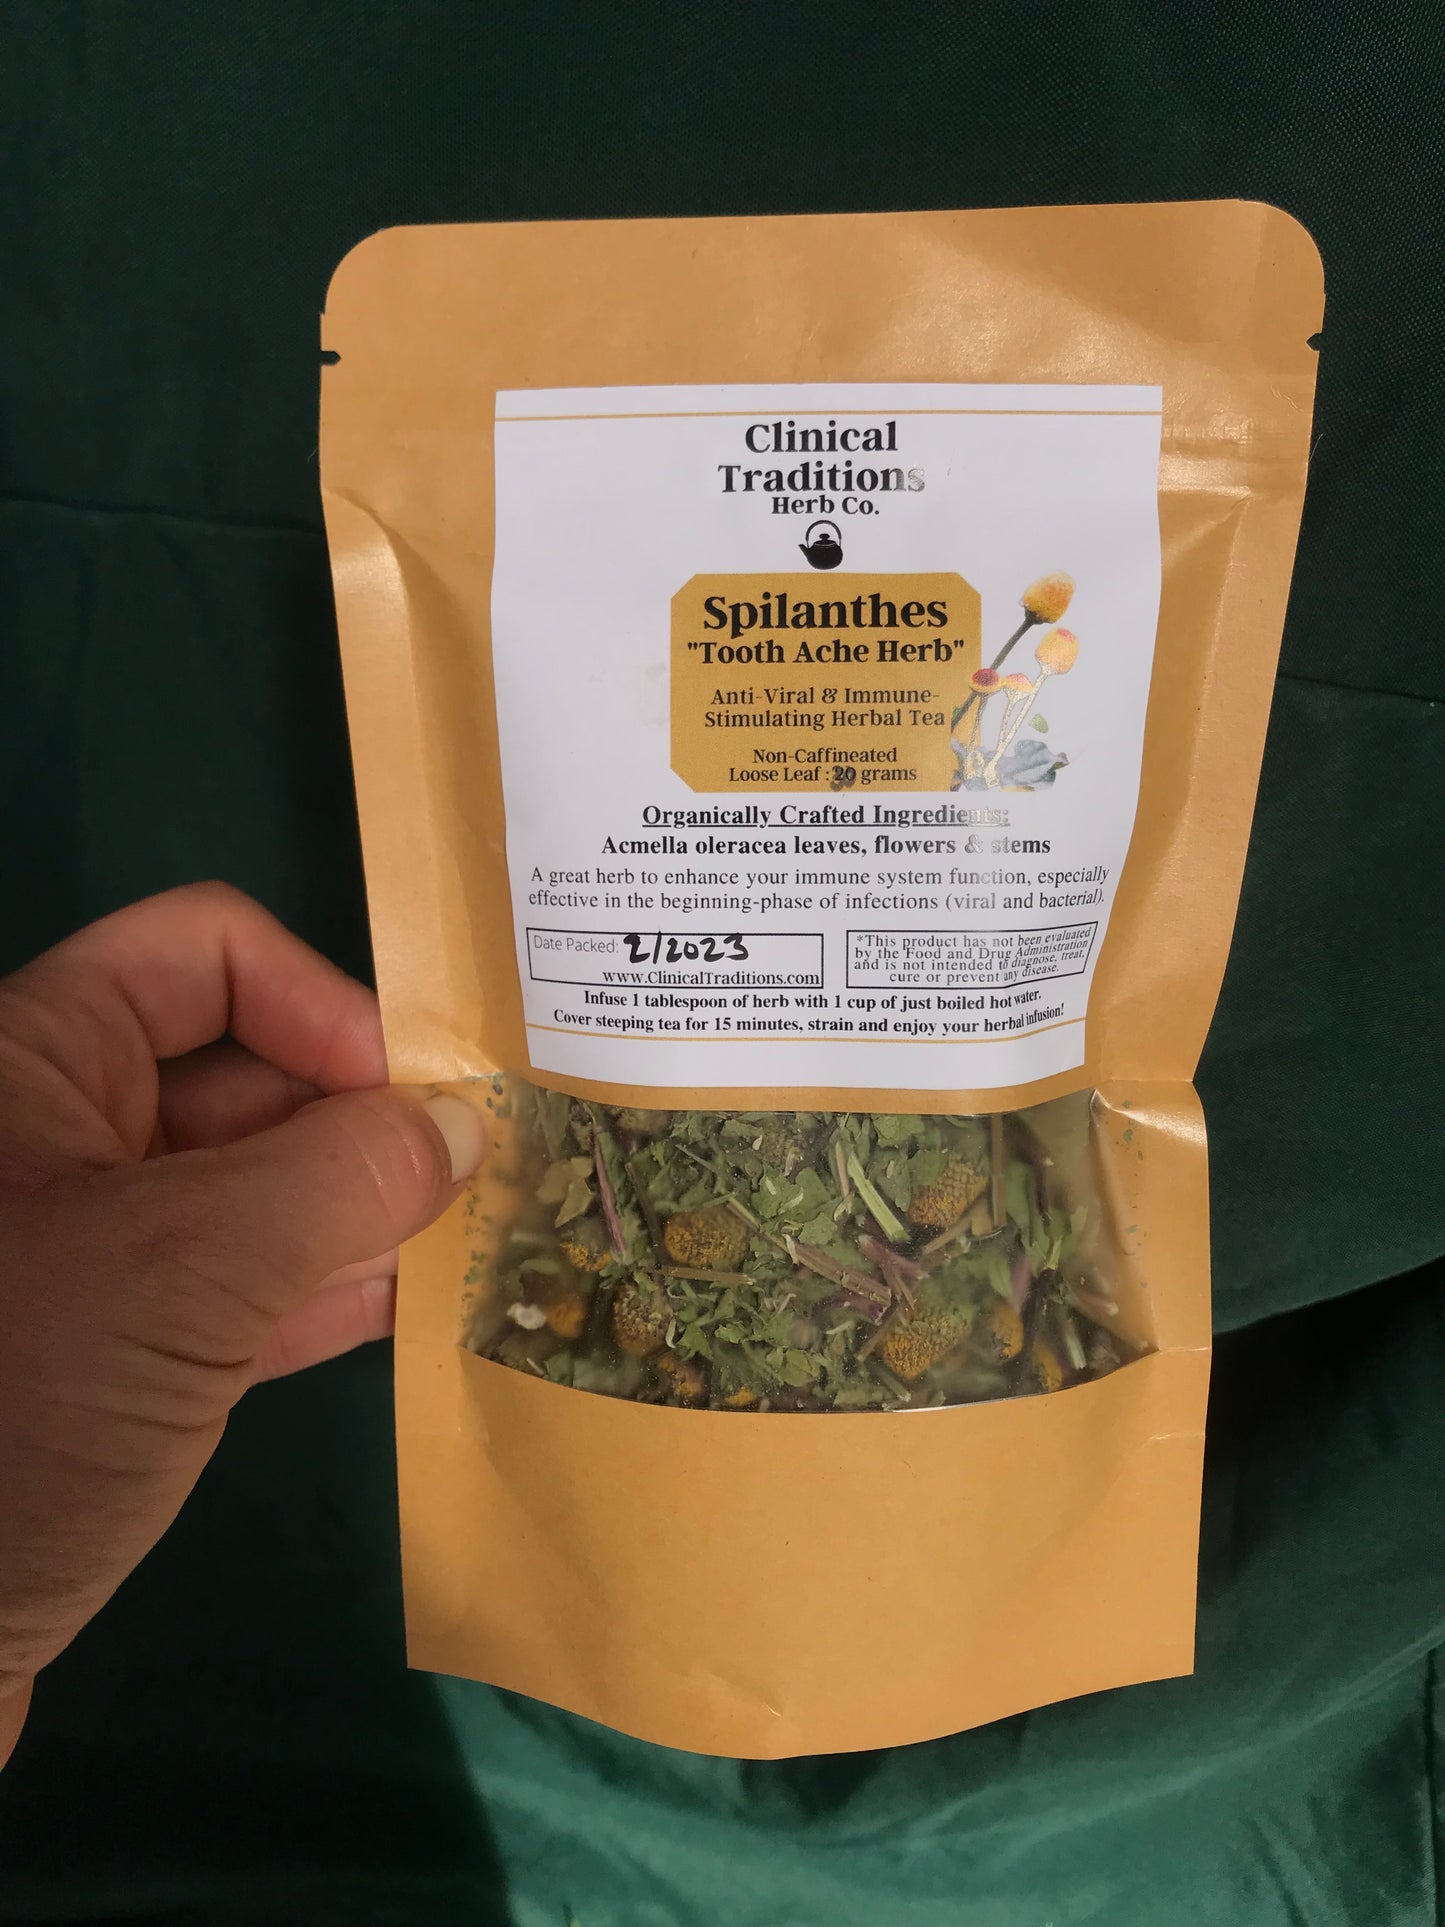 Clinical
Traditions
Herb Co.
Spilanthes
"Tooth Ache Herb"
Anti-Viral & Immune-
Stimulating Herbal Tea
Non-Caffineated
Loose Leaf : 20 grams
Organically Crafted Ingredients:
Acmella oleracea leaves, flowers & stems
A great herb to enhance your immune system function, especially
effective in the beginning-phase of infections (viral and bacterial).
Date Packed: 2/2023
www.ClinicalTraditions.com
*This product has not been evaluated
by the Food and Drug Administration
and is not intended to diagnose, treat,
cure or prevent any disease.
Infuse 1 tablespoon of herb with 1 cup of just boiled hot water.
Cover steeping tea for 15 minutes, strain and enjoy your herbal infusion!